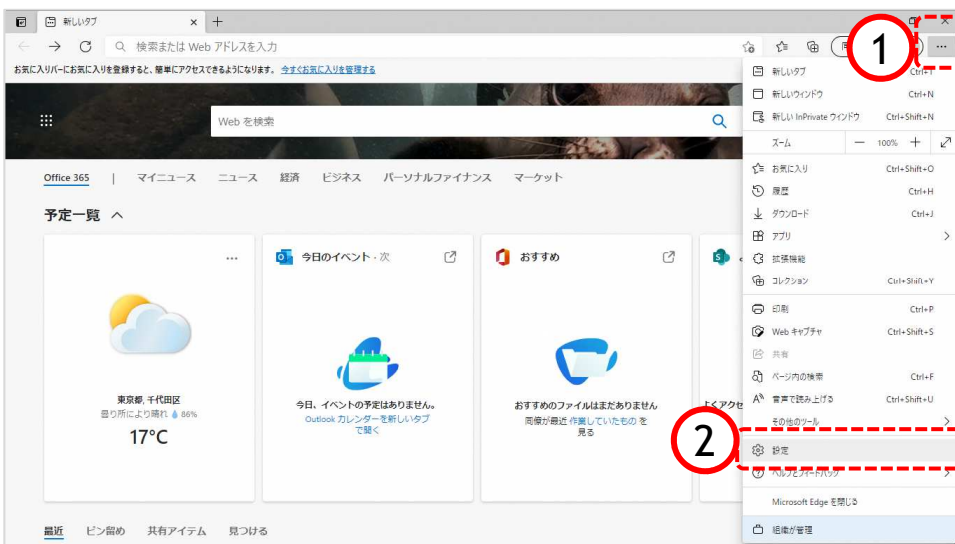 新しいタブ
検索または Web アドレスを入力
1
お気に入りバーにお気に入りを登録すると、簡単にアクセスできるようになります。 今すぐお気に入りを管理する
Web を検索
Office 365 | マイニュース ニュース 経済 ビジネス パーソナルファイナンス マーケット
予定一覧
今日のイベント · 次
おすすめ
東京都, 千代田区
曇り所により晴れ 86%
17°C
今日、イベントの予定はありません。
Outlook カレンダーを新しいタブ
で開く
おすすめのファイルはまだありません
同僚が最近 作業していたもの を
見る
よくアクセ
最近 ピン留め 共有アイテム 見つける
新しいタブ Ctrl+T
新しいウィンドウ Ctrl+N
新しい InPrivate ウィンドウ Ctrl+Shift+N
ズーム 100%
お気に入り Ctrl+Shift+O
履歴 Ctrl+H
ダウンロード Ctrl+J
アプリ
拡張機能
コレクション Ctrl+Shift+Y
印刷 Ctrl+P
Web キャプチャ Ctrl+Shift+S
共有
ページ内の検索 Ctrl+F
音声で読み上げる Ctrl+Shift+U
その他のツール
2
設定
ヘルプとフィードバック
Microsoft Edge を閉じる
組織が管理